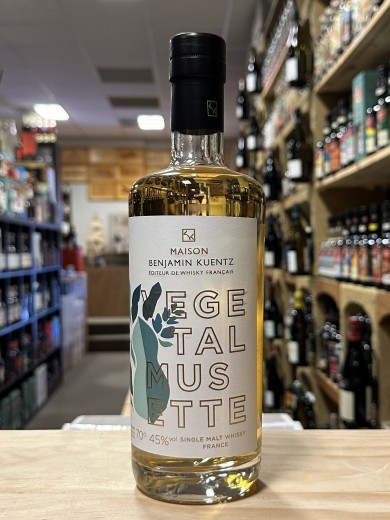 MAISON
BENJAMIN KUENTZ
ÉDITEUR DE WHISKY FRANÇAIS
VEGE
TAL
MUS
ETTE
70cl 45%vol SINGLE MALT WHISKY
FRANCE